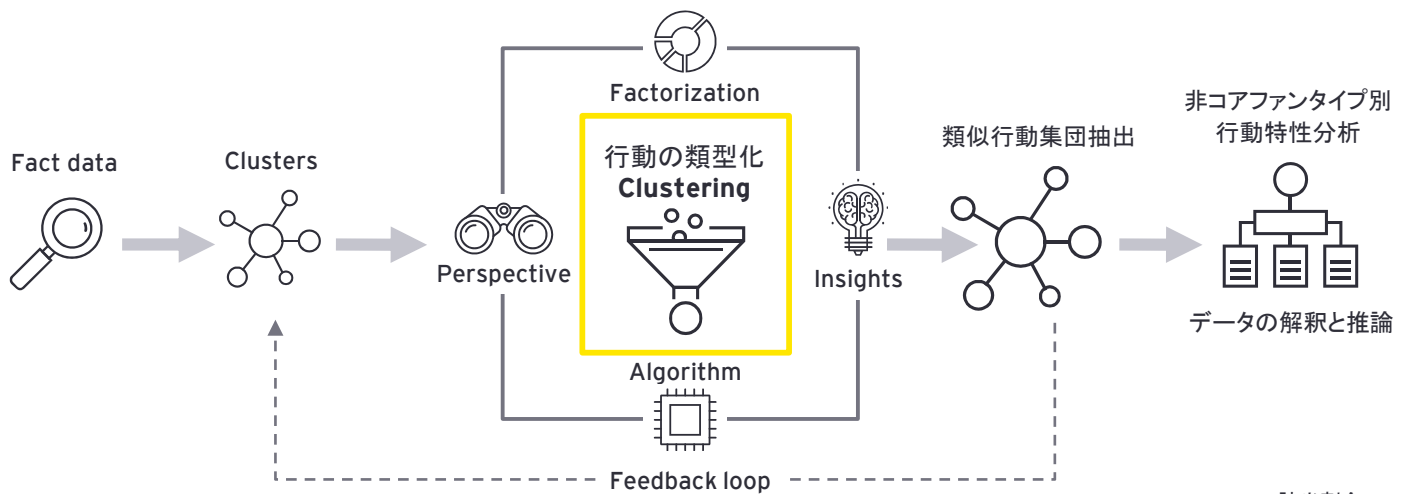 Fact data
Clusters
Perspective
Factorization
行動の類型化
Clustering
Algorithm
Insights
類似行動集団抽出
非コアファンタイプ別
行動特性分析
データの解釈と推論
Feedback loop